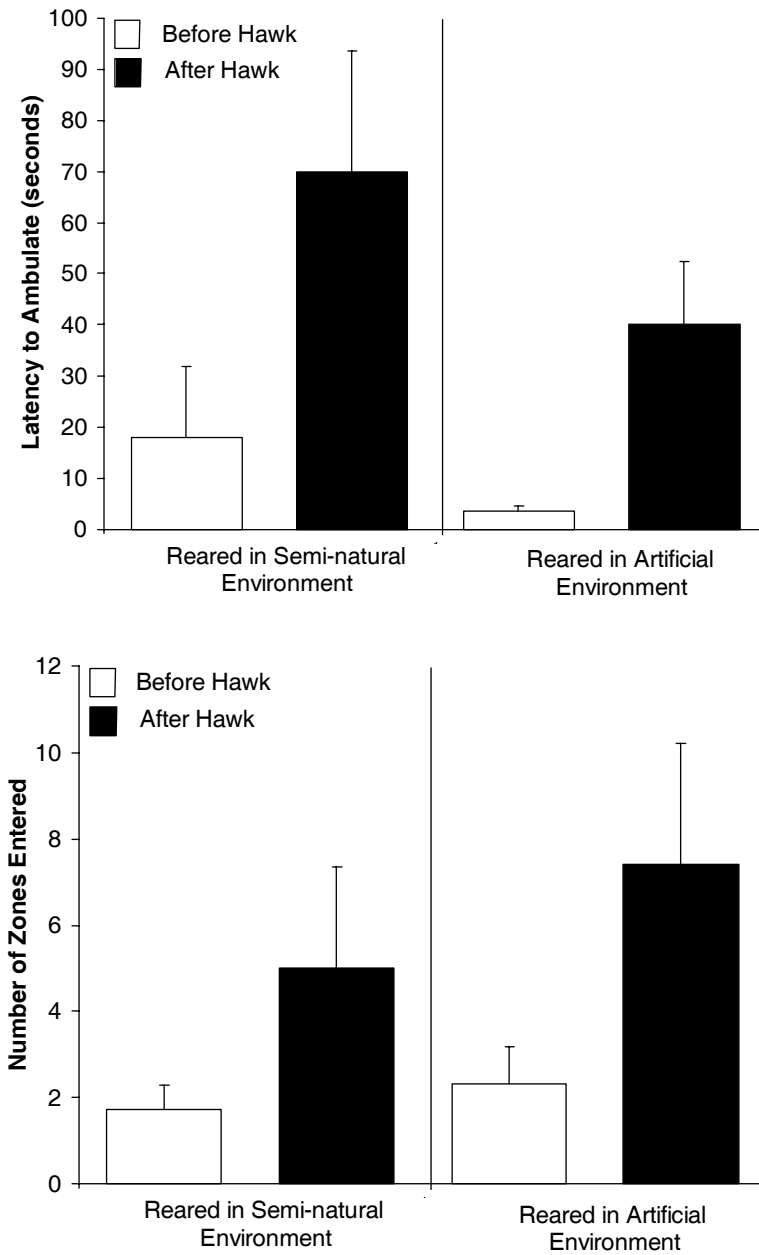 100
90
80
70
60
50
40
30
20
10
0
Latency to Ambulate (seconds)
Before Hawk
After Hawk
Reared in Semi-natural
Environment
Reared in Artificial
Environment
12
10
8
6
4
2
0
Number of Zones Entered
Before Hawk
After Hawk
Reared in Semi-natural
Environment
Reared in Artificial
Environment